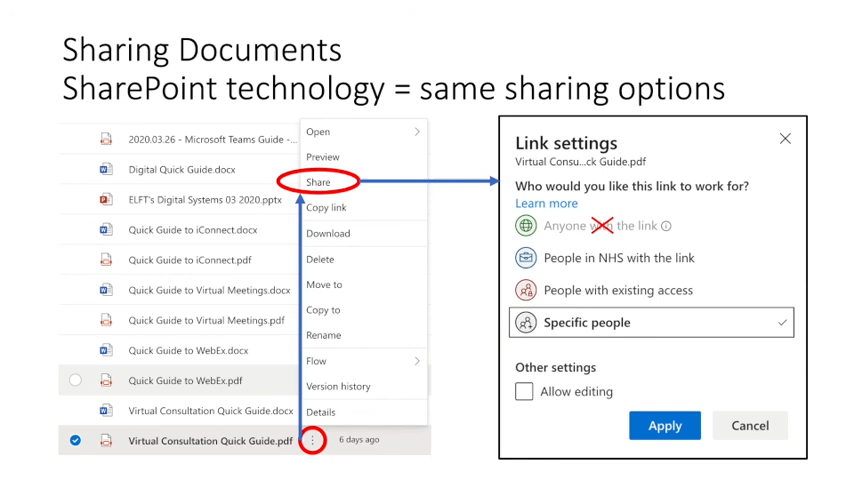 Sharing Documents
SharePoint technology = same sharing options
2020.03.26 - Microsoft Teams Guide -...
Digital Quick Guide.docx
ELFT's Digital Systems 03 2020.pptx
Quick Guide to iConnect.docx
Quick Guide to iConnect.pdf
Quick Guide to Virtual Meetings.docx
Quick Guide to Virtual Meetings.pdf
Quick Guide to WebEx.docx
Quick Guide to WebEx.pdf
Virtual Consultation Quick Guide.docx
Virtual Consultation Quick Guide.pdf
6 days ago
Open
Preview
Share
Copy link
Download
Delete
Move to
Copy to
Rename
Flow
Version history
Details
Link settings
Virtual Consu...ck Guide.pdf
Who would you like this link to work for?
Learn more
Anyone with the link
People in NHS with the link
People with existing access
Specific people
Other settings
Allow editing
Apply
Cancel